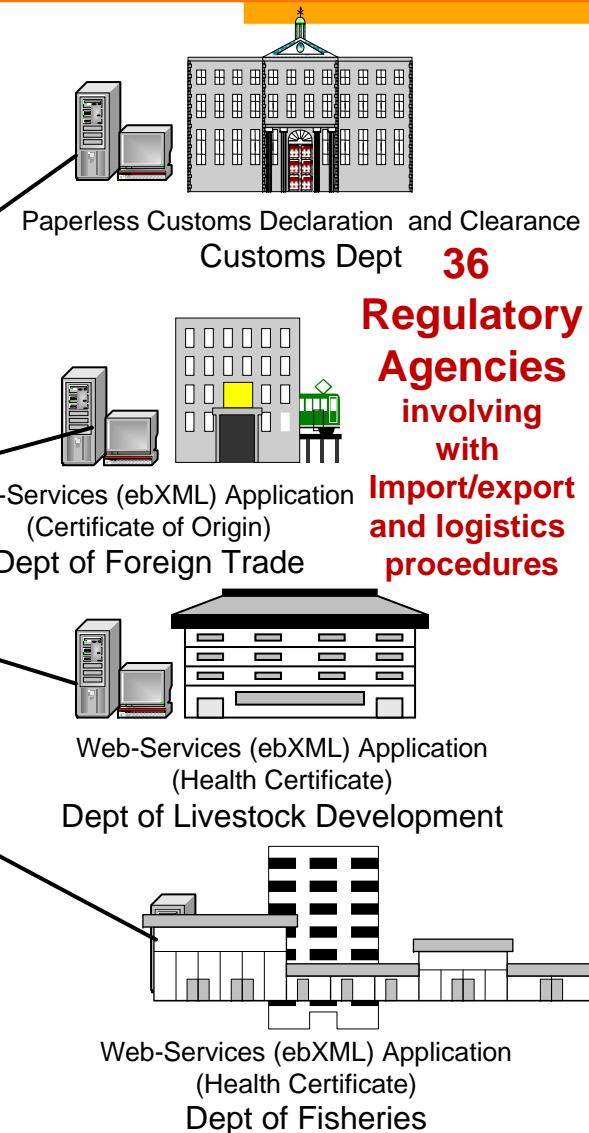 Paperless Customs Declaration and Clearance
Customs Dept
36
Regulatory
Agencies
involving
with
Import/export
and logistics
procedures
-Services (ebXML) Application
(Certificate of Origin)
Dept of Foreign Trade
Web-Services (ebXML) Application
(Health Certificate)
Dept of Livestock Development
Web-Services (ebXML) Application
(Health Certificate)
Dept of Fisheries